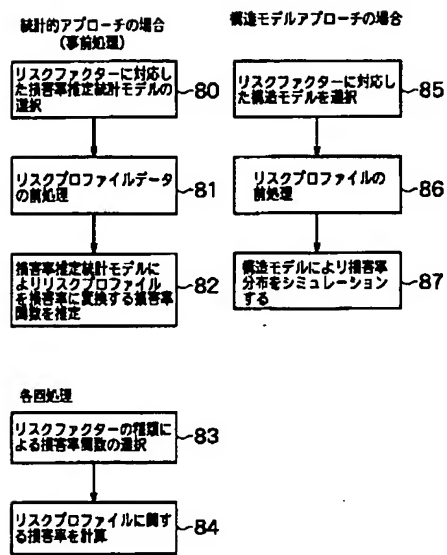 統計的アプローチの場合
(事前処理)
リスクファクターに対応し
た損害率推定統計モデルの
選択
80
リスクプロファイルデータ
の前処理
81
損害率推定統計モデルに
よりリスクプロファイル
を損害率に変換する損害率
関数を推定
82
構造モデルアプローチの場合
リスクファクターに対応し
た構造モデルを選択
85
リスクプロファイルの
前処理
86
構造モデルにより損害率
分布をシミュレーション
する
87
各回処理
リスクファクターの種類に
よる損害率関数の選択
83
リスクプロファイルに関す
る損害率を計算
84